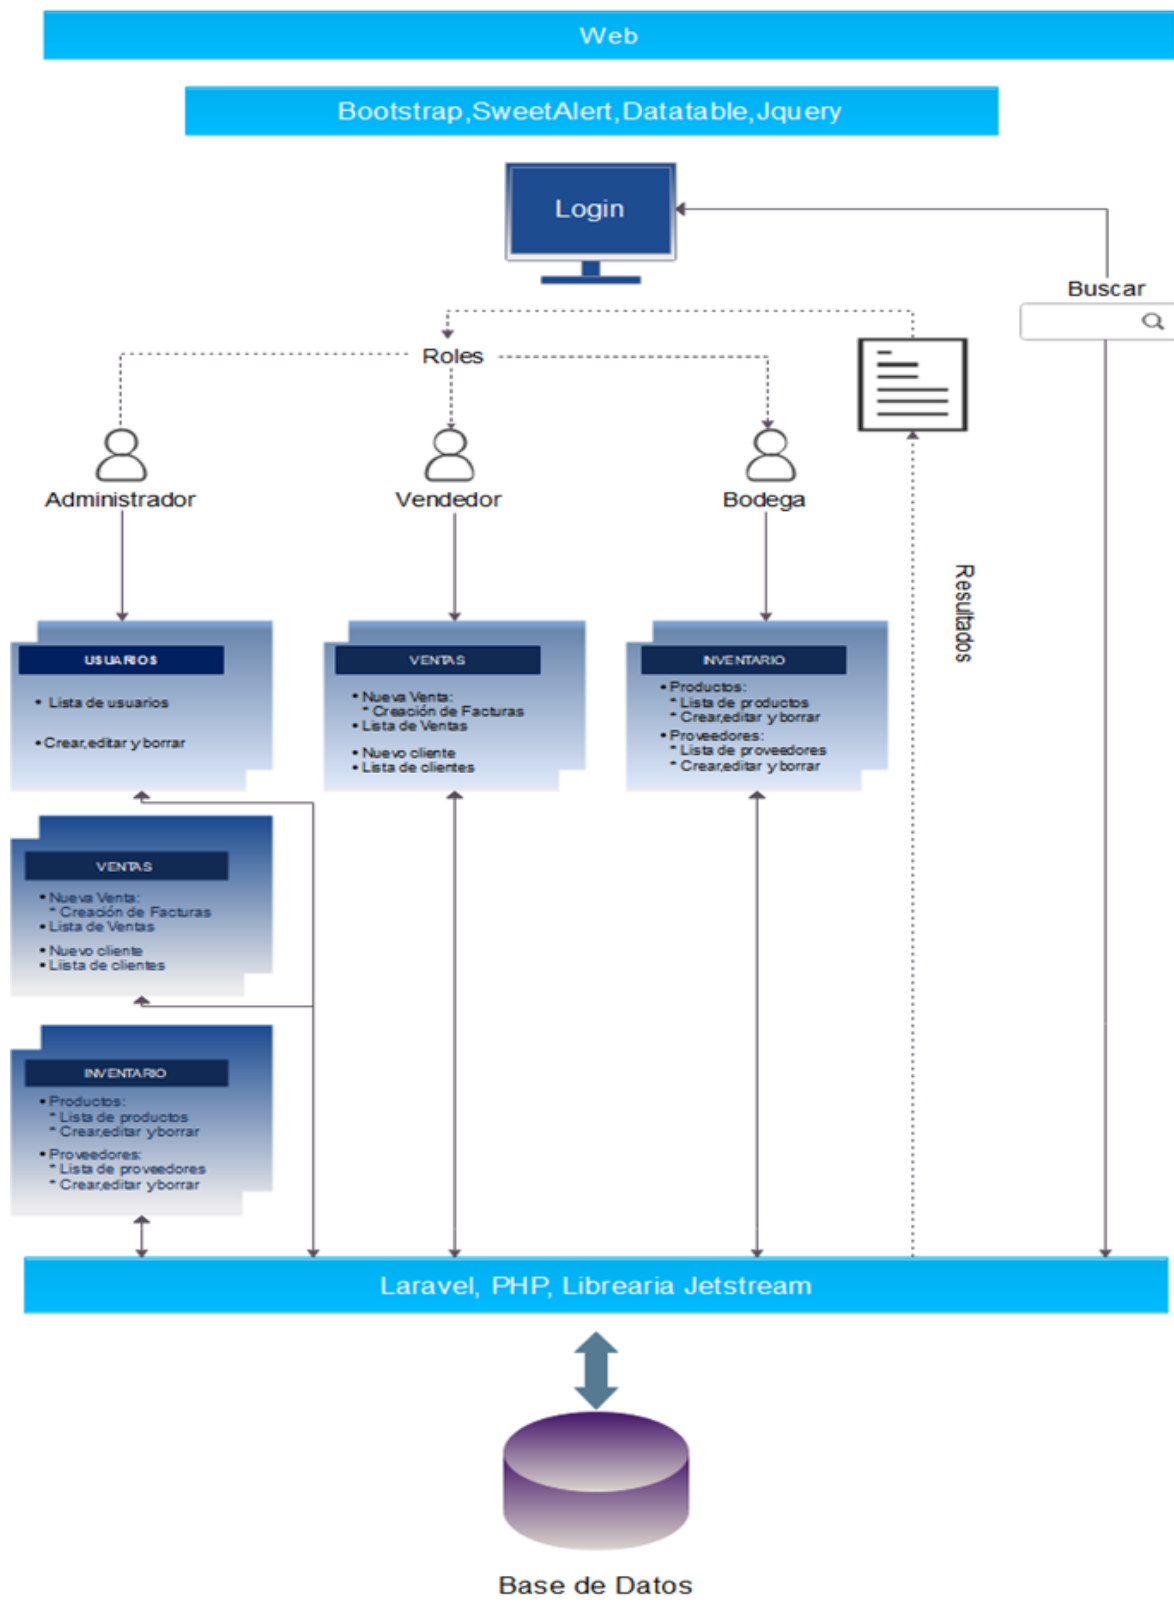 Web
Bootstrap,SweetAlert,Datatable,Jquery
Login
Buscar
Roles
Administrador
Vendedor
Bodega
Resultados
USUARIOS
• Lista de usuarios
• Crear,editar y borrar
VENTAS
• Nueva Venta:
* Creación de Facturas
• Lista de Ventas
• Nuevo cliente
• Lista de clientes
INVENTARIO
• Productos:
* Lista de productos
* Crear,editar y borrar
• Proveedores:
* Lista de proveedores
* Crear,editar y borrar
VENTAS
• Nueva Venta:
* Creación de Facturas
• Lista de Ventas
• Nuevo cliente
• Liista de clientes
INVENTARIO
• Productos:
* Lista de productos
* Crear,editar yborrar
• Proveedores:
* Lista de proveedores
* Crear,editar yborrar
Laravel, PHP, Librearia Jetstream
Base de Datos